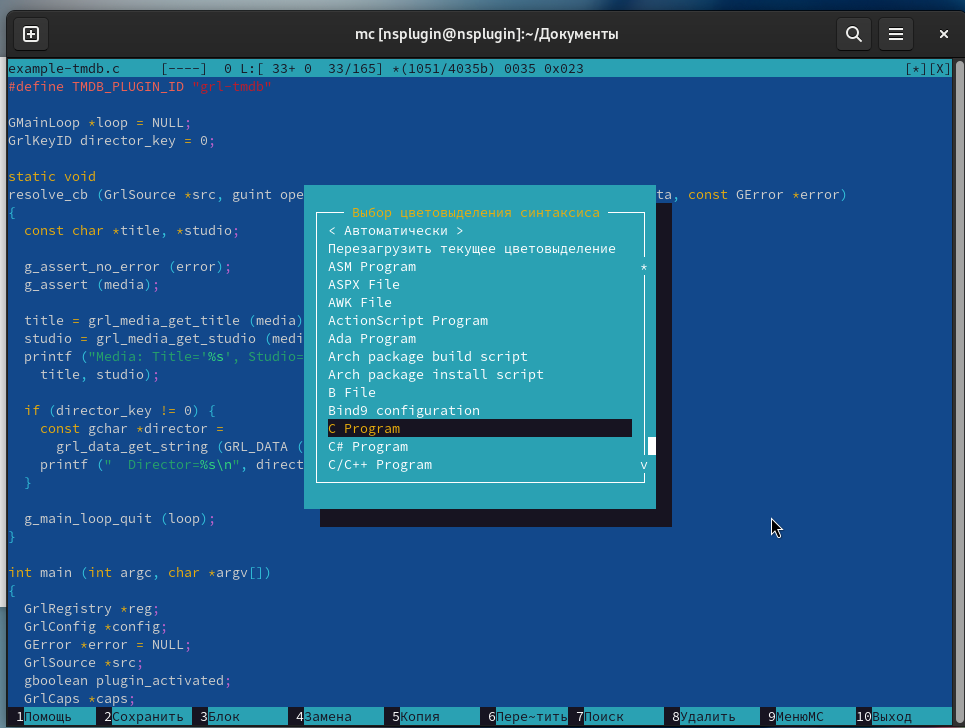 mc [nsplugin@nsplugin]:~/Документы
example-tmdb.c [----] 0 L:[ 33+ 0 33/165] *(1051/4035b) 0035 0x023 [*][X]
#define TMDB_PLUGIN_ID "grl-tmdb"
GMainLoop *loop = NULL;
GrlKeyID director_key = 0;
static void
resolve_cb (GrlSource *src, guint ope ta, const GError *error)
{
const char *title, *studio;
g_assert_no_error (error);
g_assert (media);
title = grl_media_get_title (media)
studio = grl_media_get_studio (medi
printf ("Media: Title='%s', Studio=
title, studio);
if (director_key != 0) {
const gchar *director =
grl_data_get_string (GRL_DATA (
printf ("  Director=%s\n", direct
}
g_main_loop_quit (loop);
}
int main (int argc, char *argv[])
{
GrlRegistry *reg;
GrlConfig *config;
GError *error = NULL;
GrlSource *src;
gboolean plugin_activated;
GrlCaps *caps;
Выбор цветовыделения синтаксиса
< Автоматически >
Перезагрузить текущее цветовыделение
ASM Program *
ASPX File
AWK File
ActionScript Program
Ada Program
Arch package build script
Arch package install script
B File
Bind9 configuration
C Program
C# Program
C/C++ Program v
1Помощь 2Сохранить 3Блок 4Замена 5Копия 6Пере~тить 7Поиск 8Удалить 9МенюMC 10Выход